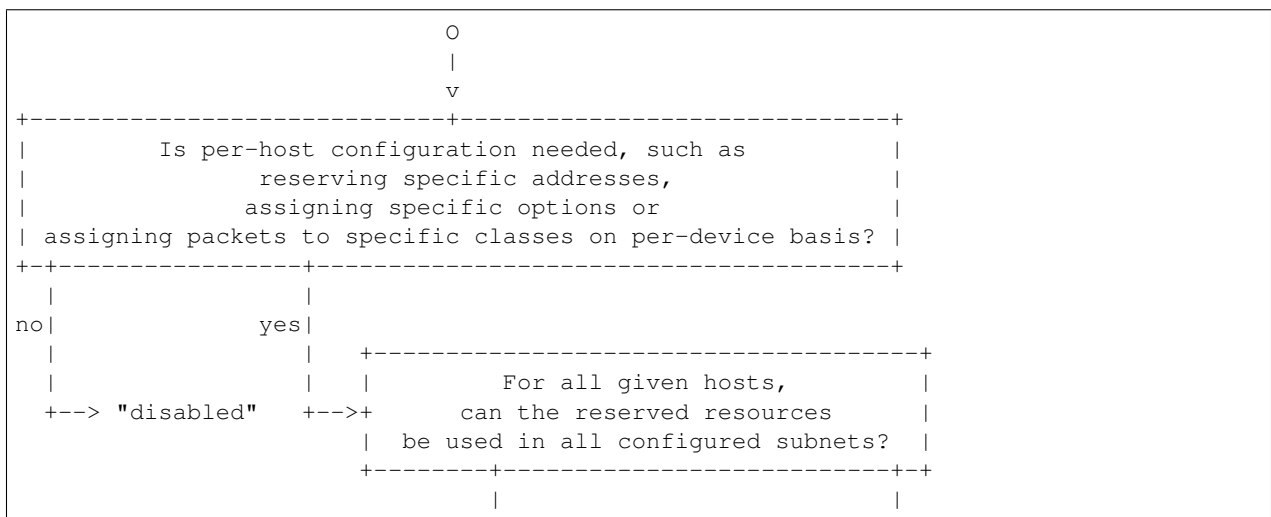 O
                              |
                              v
+-----------------------------+------------------------------+
|         Is per-host configuration needed, such as          |
|                reserving specific addresses,               |
|               assigning specific options or                |
| assigning packets to specific classes on per-device basis? |
+-+-----------------+----------------------------------------+
  |                 |
no|              yes|
  |                 |   +--------------------------------------+
  |                 |   |         For all given hosts,         |
  +--> "disabled"   +-->+      can the reserved resources      |
                        |  be used in all configured subnets?  |
                        +--------+---------------------------+-+
                                 |                           |